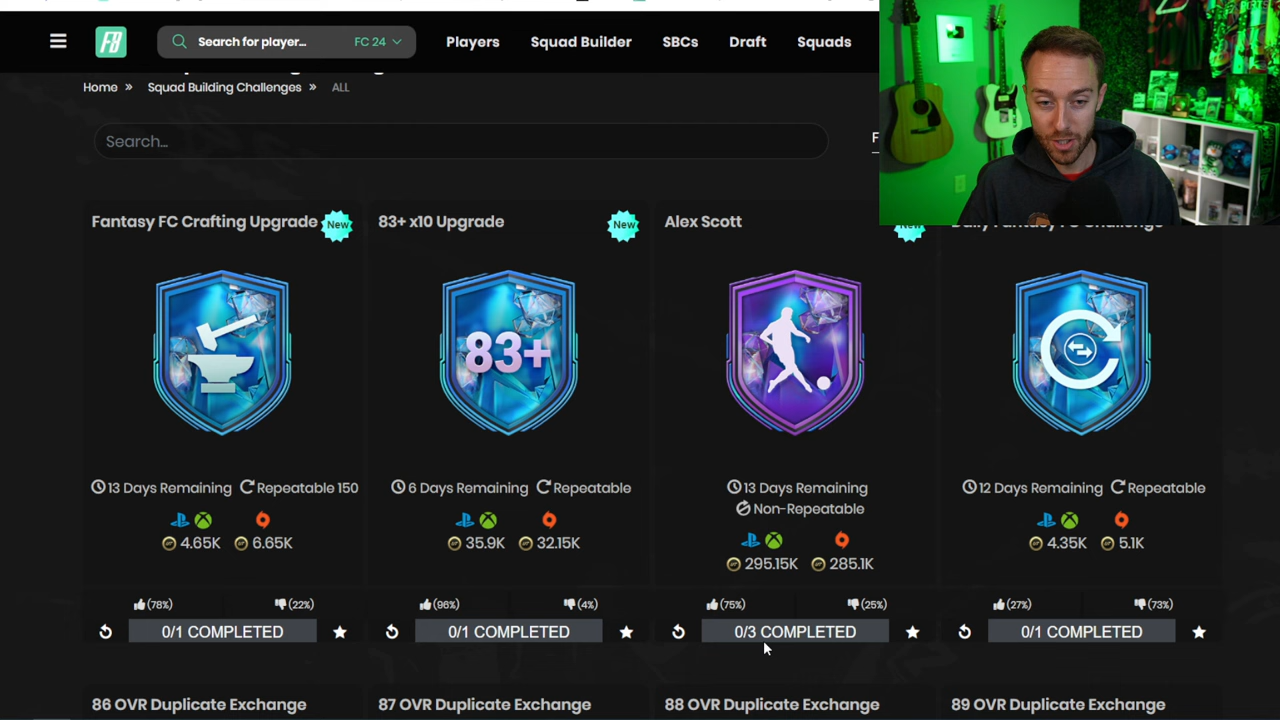 FB Search for player... FC 24 Players Squad Builder SBCs Draft Squads
Home » Squad Building Challenges » ALL
Search...
Fantasy FC Crafting Upgrade New 83+ x10 Upgrade New Alex Scott
83+
13 Days Remaining Repeatable 150 6 Days Remaining Repeatable 13 Days Remaining 12 Days Remaining Repeatable
Non-Repeatable
4.65K 6.65K 35.9K 32.15K 295.15K 285.1K 4.35K 5.1K
(78%) (22%) (96%) (4%) (75%) (25%) (27%) (73%)
0/1 COMPLETED 0/1 COMPLETED 0/3 COMPLETED 0/1 COMPLETED
86 OVR Duplicate Exchange 87 OVR Duplicate Exchange 88 OVR Duplicate Exchange 89 OVR Duplicate Exchange